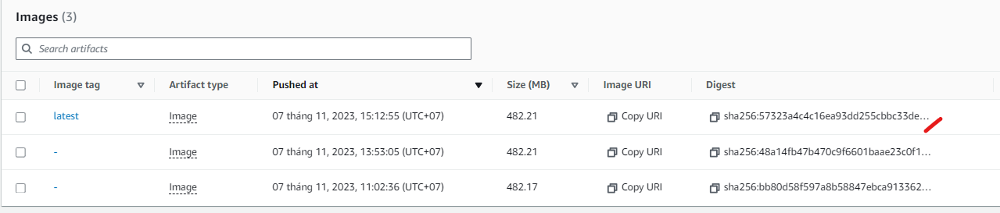 Images (3)
Search artifacts
Image tag Artifact type Pushed at Size (MB) Image URI Digest
latest Image 07 tháng 11, 2023, 15:12:55 (UTC+07) 482.21 Copy URI sha256:57323a4c4c16ea93dd255cbbc33de...
- Image 07 tháng 11, 2023, 13:53:05 (UTC+07) 482.21 Copy URI sha256:48a14fb47b470c9f6601baae23c0f1...
- Image 07 tháng 11, 2023, 11:02:36 (UTC+07) 482.17 Copy URI sha256:bb80d58f597a8b58847ebca913362...